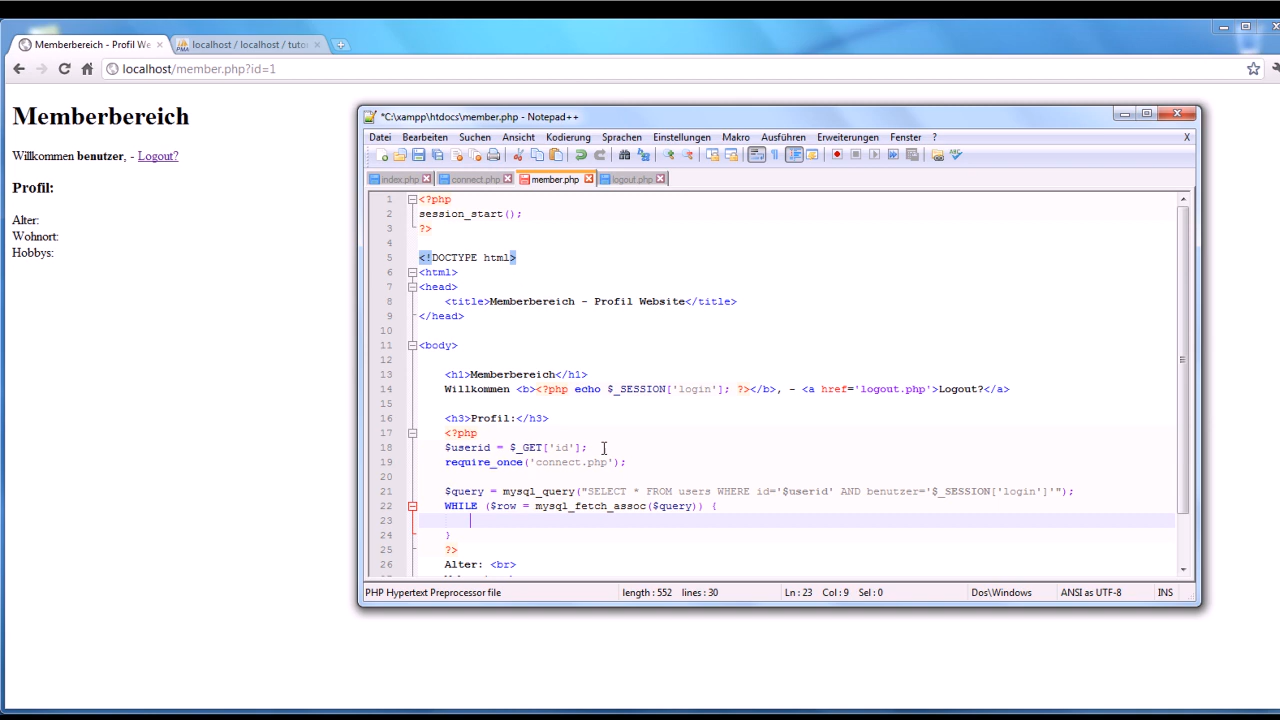 Memberbereich - Profil We
localhost / localhost / tuto
localhost/member.php?id=1
Memberbereich
Willkommen benutzer, - Logout?
Profil:
Alter:
Wohnort:
Hobbys:
*C:\xampp\htdocs\member.php - Notepad++
Datei Bearbeiten Suchen Ansicht Kodierung Sprachen Einstellungen Makro Ausführen Erweiterungen Fenster ? X
index.php connect.php member.php logout.php
1 <?php
2 session_start();
3 ?>
4
5 <!DOCTYPE html>
6 <html>
7 <head>
8 <title>Memberbereich - Profil Website</title>
9 </head>
10
11 <body>
12
13 <h1>Memberbereich</h1>
14 Willkommen <b><?php echo $_SESSION['login']; ?></b>, - <a href='logout.php'>Logout?</a>
15
16 <h3>Profil:</h3>
17 <?php
18 $userid = $_GET['id'];
19 require_once('connect.php');
20
21 $query = mysql_query("SELECT * FROM users WHERE id='$userid' AND benutzer='$_SESSION['login']'");
22 WHILE ($row = mysql_fetch_assoc($query)) {
23
24 }
25 ?>
26 Alter: <br>
PHP Hypertext Preprocessor file length : 552 lines : 30 Ln : 23 Col : 9 Sel : 0 Dos\Windows ANSI as UTF-8 INS